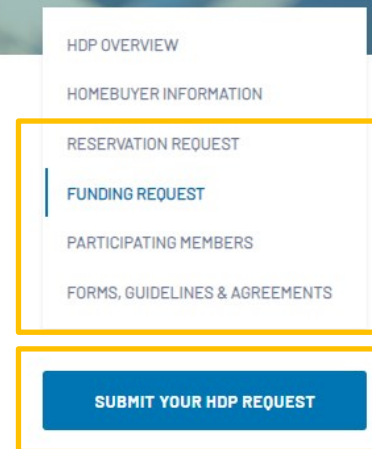 HDP OVERVIEW
HOMEBUYER INFORMATION
RESERVATION REQUEST
FUNDING REQUEST
PARTICIPATING MEMBERS
FORMS, GUIDELINES & AGREEMENTS
SUBMIT YOUR HDP REQUEST